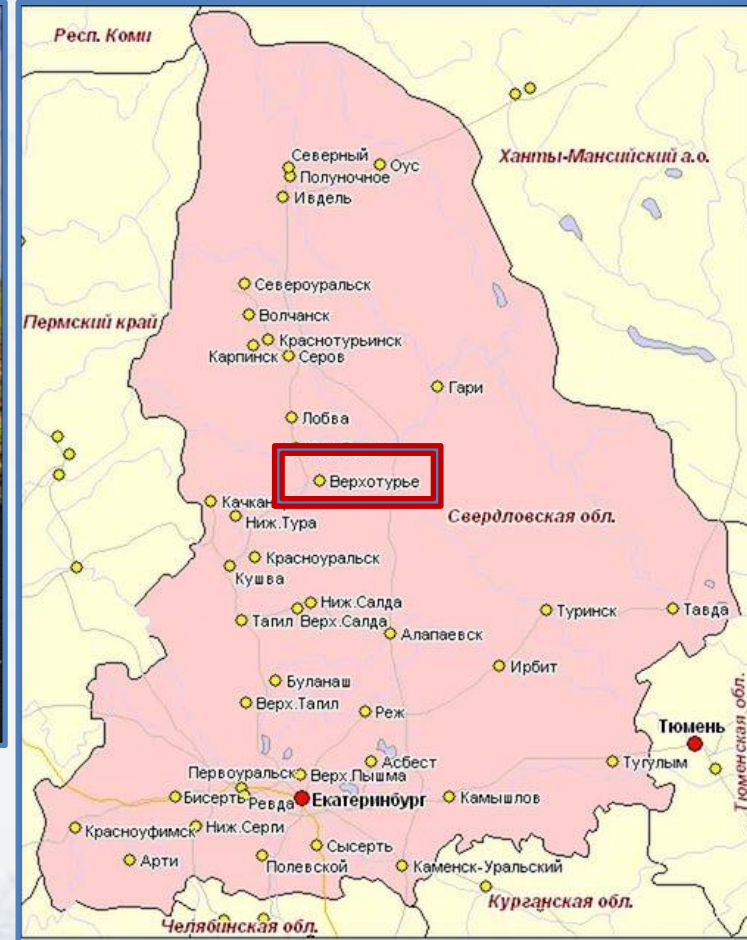 Респ. Коми
Ханты-Мансийский а.о.
Северный
Оус
Полуночное
Ивдель
Североуральск
Волчанск
Пермский край
Краснотурьинск
Карпинск
Серов
Гари
Лобва
Верхотурье
Ниж.Тура
Свердловская обл.
Красноуральск
Кушва
Ниж.Салда
Туринск
Тавда
Тагил
Верх.Салда
Алапаевск
Ирбит
Буланаш
Верх.Тагил
Реж
Тюмень
Тюменская обл.
Асбест
Тугулым
Первоуральск
Верх.Пышма
Бисерть
Ревда
Екатеринбург
Камышлов
Красноуфимск
Ниж.Серги
Сысерть
Арти
Полевской
Каменск-Уральский
Курганская обл.
Челябинская обл.